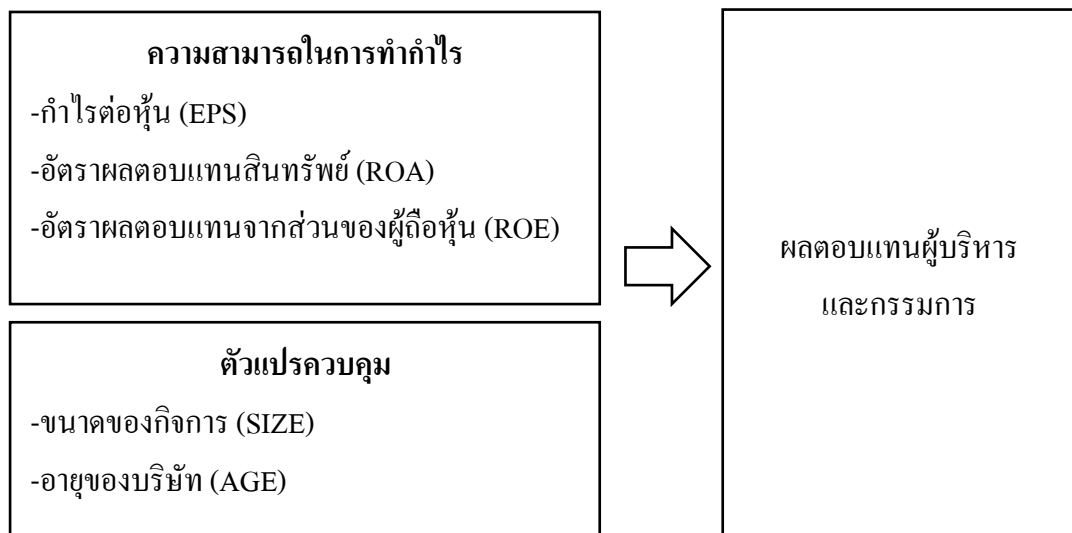 ความสามารถในการทำกำไร
-กำไรต่อหุ้น (EPS)
-อัตราผลตอบแทนสินทรัพย์ (ROA)
-อัตราผลตอบแทนจากส่วนของผู้ถือหุ้น (ROE)
ตัวแปรควบคุม
-ขนาดของกิจการ (SIZE)
-อายุของบริษัท (AGE)
ผลตอบแทนผู้บริหาร
และกรรมการ